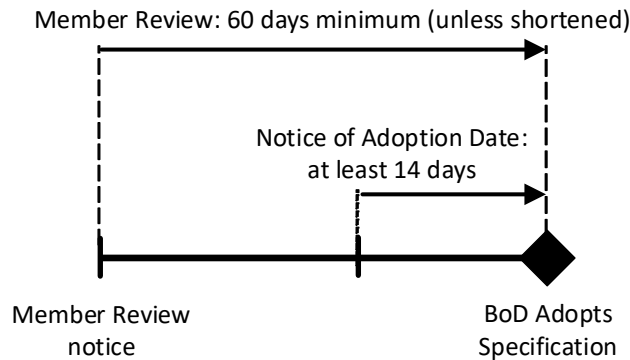 Member Review: 60 days minimum (unless shortened)
Notice of Adoption Date:
at least 14 days
Member Review
notice
BoD Adopts
Specification